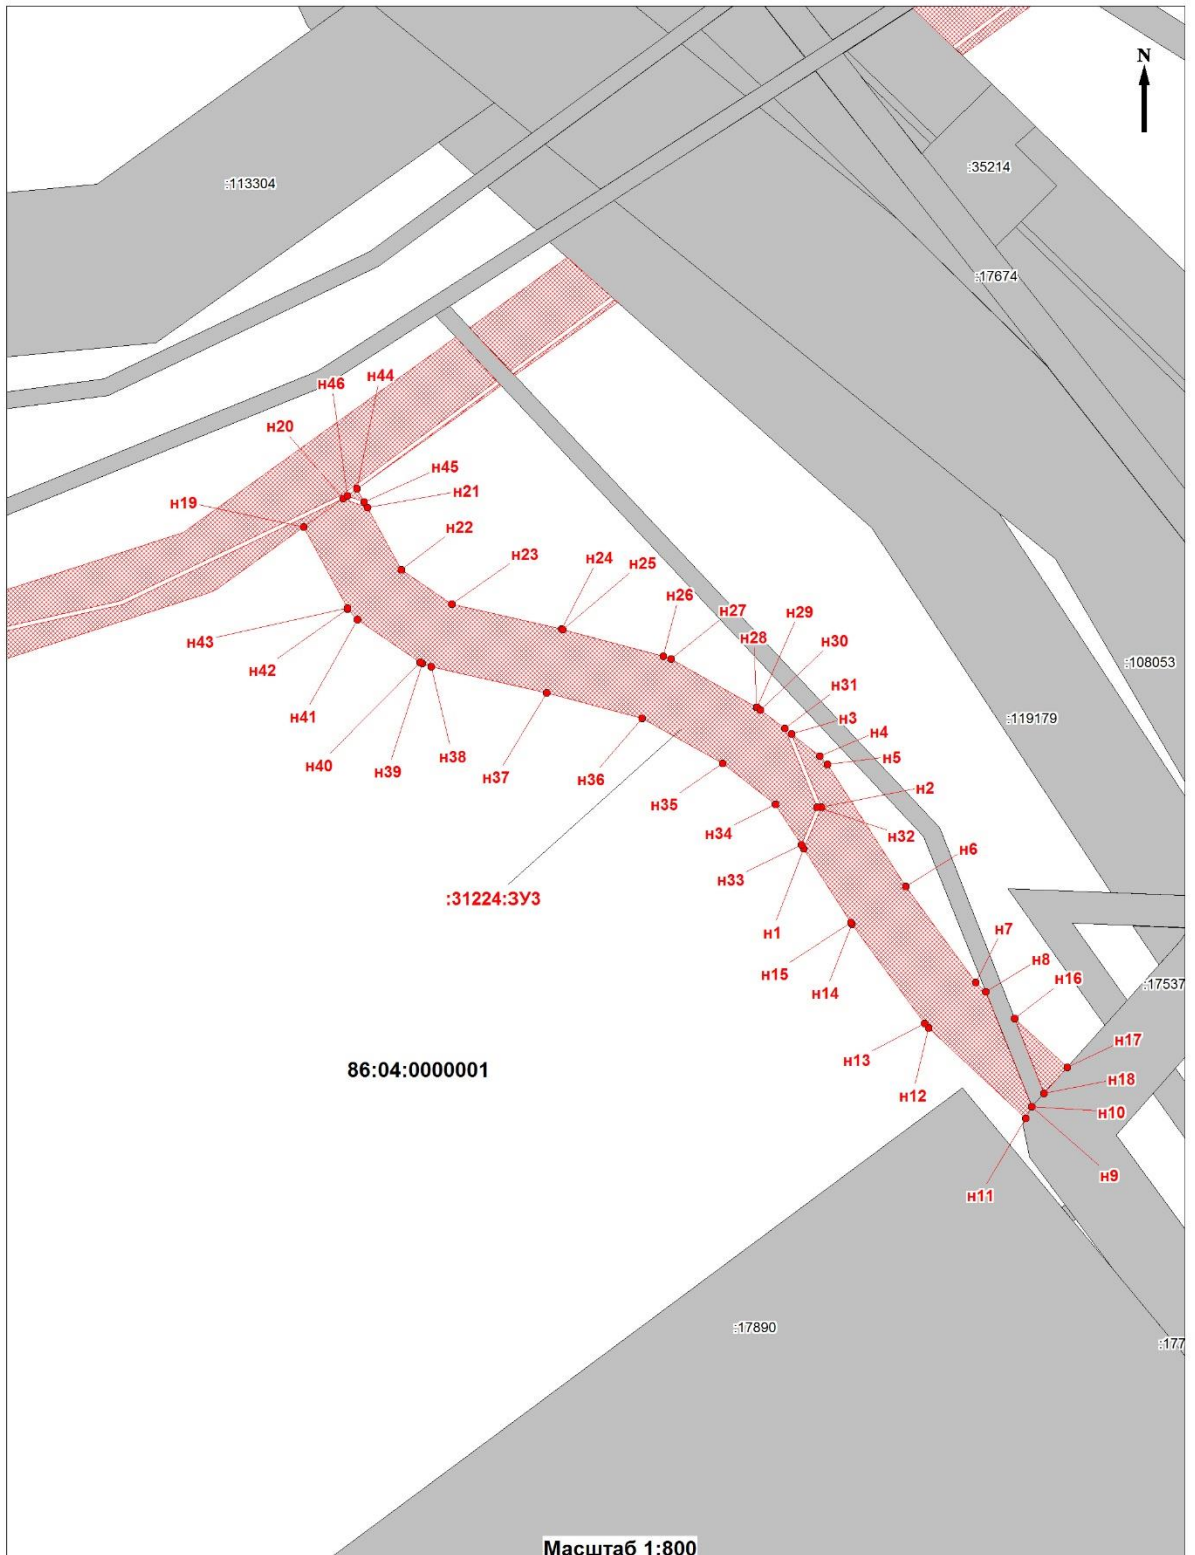 N
:35214
:113304
:17674
н44
н46
н20
н45
н21
н19
н22
н23
н24
н25
н26
н27
н29
н28
н30
н43
н42
н31
:108053
н3
:119179
н41
н4
н5
н38
н40
н39
н37
н36
н2
н35
н34
н32
н6
н33
:31224:ЗУ3
н1
н15
н7
н8
:17537
н14
н16
н13
н17
86:04:0000001
н18
н12
н10
н9
н11
:17890
:177
Масштаб 1:800